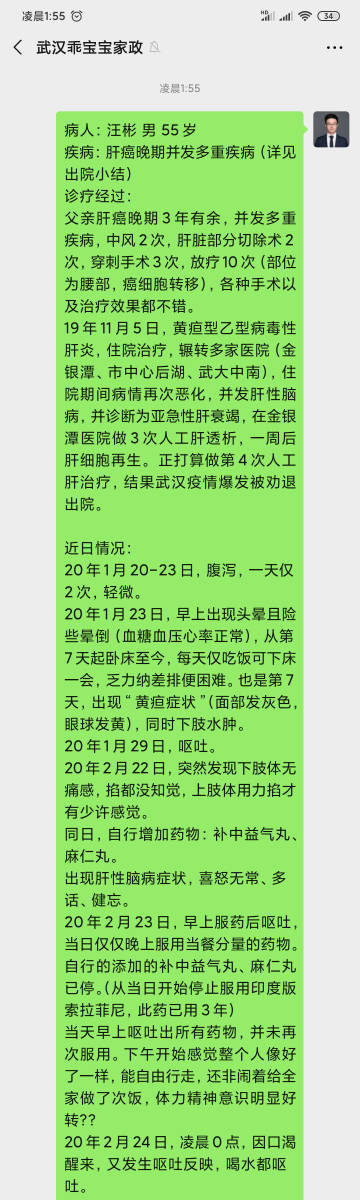 凌晨1:55
34
武汉乖宝宝家政
凌晨1:55
病人：汪彬 男 55 岁
疾病：肝癌晚期并发多重疾病（详见
出院小结）
诊疗经过：
父亲肝癌晚期 3 年有余，并发多重
疾病，中风 2 次，肝脏部分切除术 2
次，穿刺手术 3 次，放疗 10 次（部位
为腰部，癌细胞转移），各种手术以
及治疗效果都不错。
19 年 11 月 5 日，黄疸型乙型病毒性
肝炎，住院治疗，辗转多家医院（金
银潭、市中心后湖、武大中南），住
院期间病情再次恶化，并发肝性脑
病，并诊断为亚急性肝衰竭，在金银
潭医院做 3 次人工肝透析，一周后
肝细胞再生。正打算做第 4 次人工
肝治疗，结果武汉疫情爆发被劝退
出院。
近日情况：
20 年 1 月 20-23 日，腹泻，一天仅
2 次，轻微。
20 年 1 月 23 日，早上出现头晕且险
些晕倒（血糖血压心率正常），从第
7 天起卧床至今，每天仅吃饭可下床
一会，乏力纳差排便困难。也是第 7
天，出现“黄疸症状”（面部发灰色，
眼球发黄），同时下肢水肿。
20 年 1 月 29 日，呕吐。
20 年 2 月 22 日，突然发现下肢体无
痛感，掐都没知觉，上肢体用力掐才
有少许感觉。
同日，自行增加药物：补中益气丸、
麻仁丸。
出现肝性脑病症状，喜怒无常、多
话、健忘。
20 年 2 月 23 日，早上服药后呕吐，
当日仅仅晚上服用当餐分量的药物。
自行的添加的补中益气丸、麻仁丸
已停。（从当日开始停止服用印度版
索拉菲尼，此药已用 3 年）
当天早上呕吐出所有药物，并未再
次服用。下午开始感觉整个人像好
了一样，能自由行走，还非闹着给全
家做了次饭，体力精神意识明显好
转??
20 年 2 月 24 日，凌晨 0 点，因口渴
醒来，又发生呕吐反映，喝水都呕
吐。